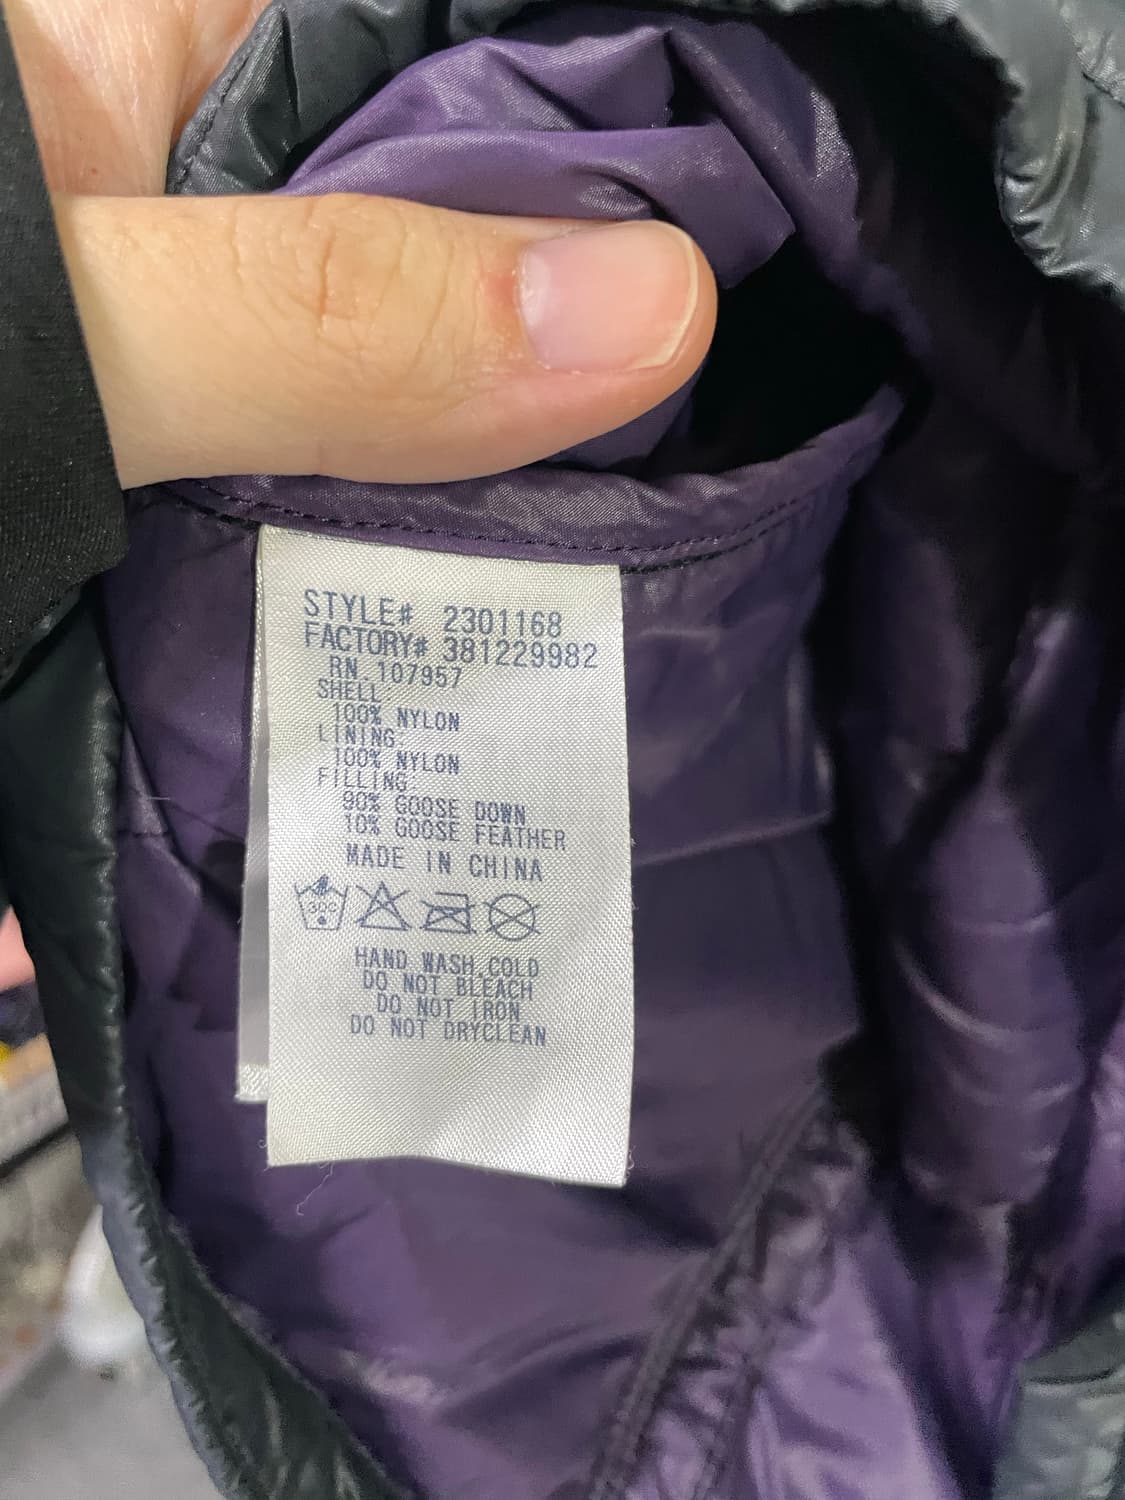 STYLE# 2301168
FACTORY# 381229982
RN 107957
SHELL
100% NYLON
LINING
100% NYLON
FILLING
90% GOOSE DOWN
10% GOOSE FEATHER
MADE IN CHINA
30C
HAND WASH COLD
DO NOT BLEACH
DO NOT IRON
DO NOT DRYCLEAN